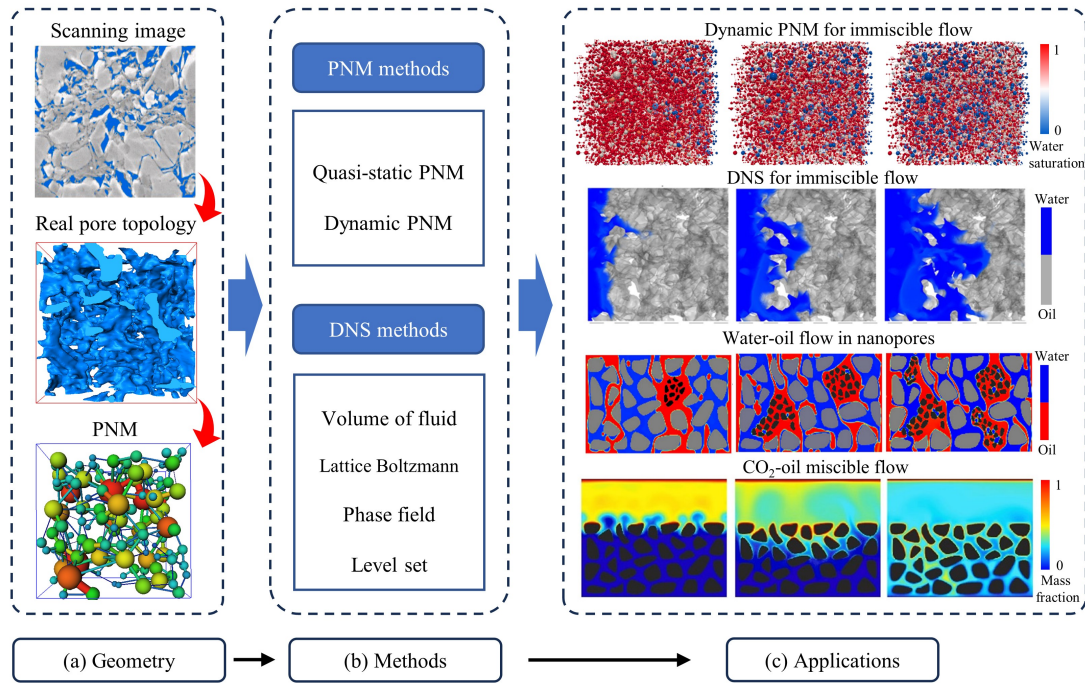 Scanning image
Real pore topology
PNM
(a) Geometry
PNM methods
Quasi-static PNM
Dynamic PNM
DNS methods
Volume of fluid
Lattice Boltzmann
Phase field
Level set
(b) Methods
Dynamic PNM for immiscible flow
1
0
Water
saturation
DNS for immiscible flow
Water
Oil
Water-oil flow in nanopores
Water
Oil
CO₂-oil miscible flow
1
0
Mass
fraction
(c) Applications